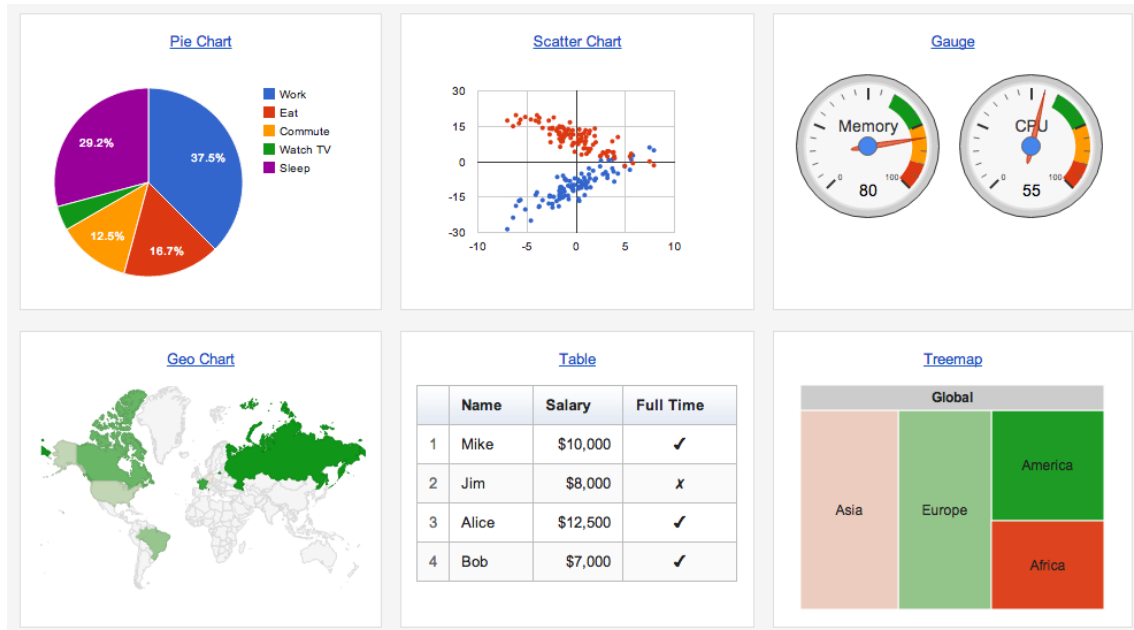 Pie Chart
Work
Eat
Commute
Watch TV
Sleep
29.2%
37.5%
12.5%
16.7%
Scatter Chart
30
15
0
-15
-30
-10 -5 0 5 10
Gauge
Memory
0 100
80
CPU
0 100
55
Geo Chart
Table
Name Salary Full Time
1 Mike $10,000 ✔
2 Jim $8,000 ✗
3 Alice $12,500 ✔
4 Bob $7,000 ✔
Treemap
Global
Asia
Europe
America
Africa